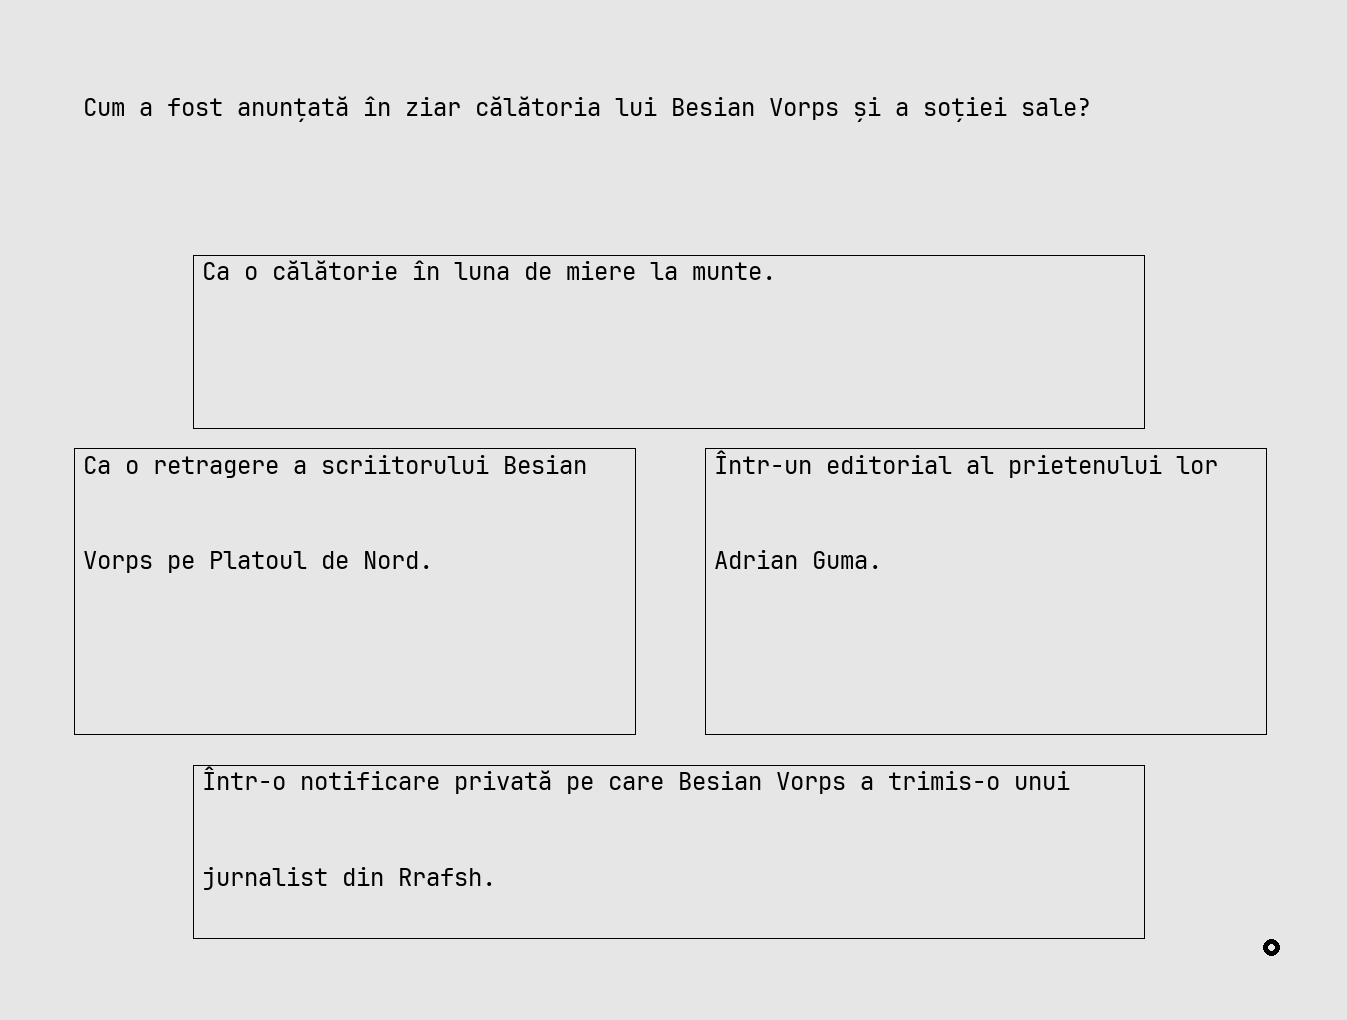 Cum a fost anunțată în ziar călătoria lui Besian Vorps și a soției sale?
Ca o călătorie în luna de miere la munte.
Ca o retragere a scriitorului Besian
Vorps pe Platoul de Nord.
Într-un editorial al prietenului lor
Adrian Guma.
Într-o notificare privată pe care Besian Vorps a trimis-o unui
jurnalist din Rrafsh.